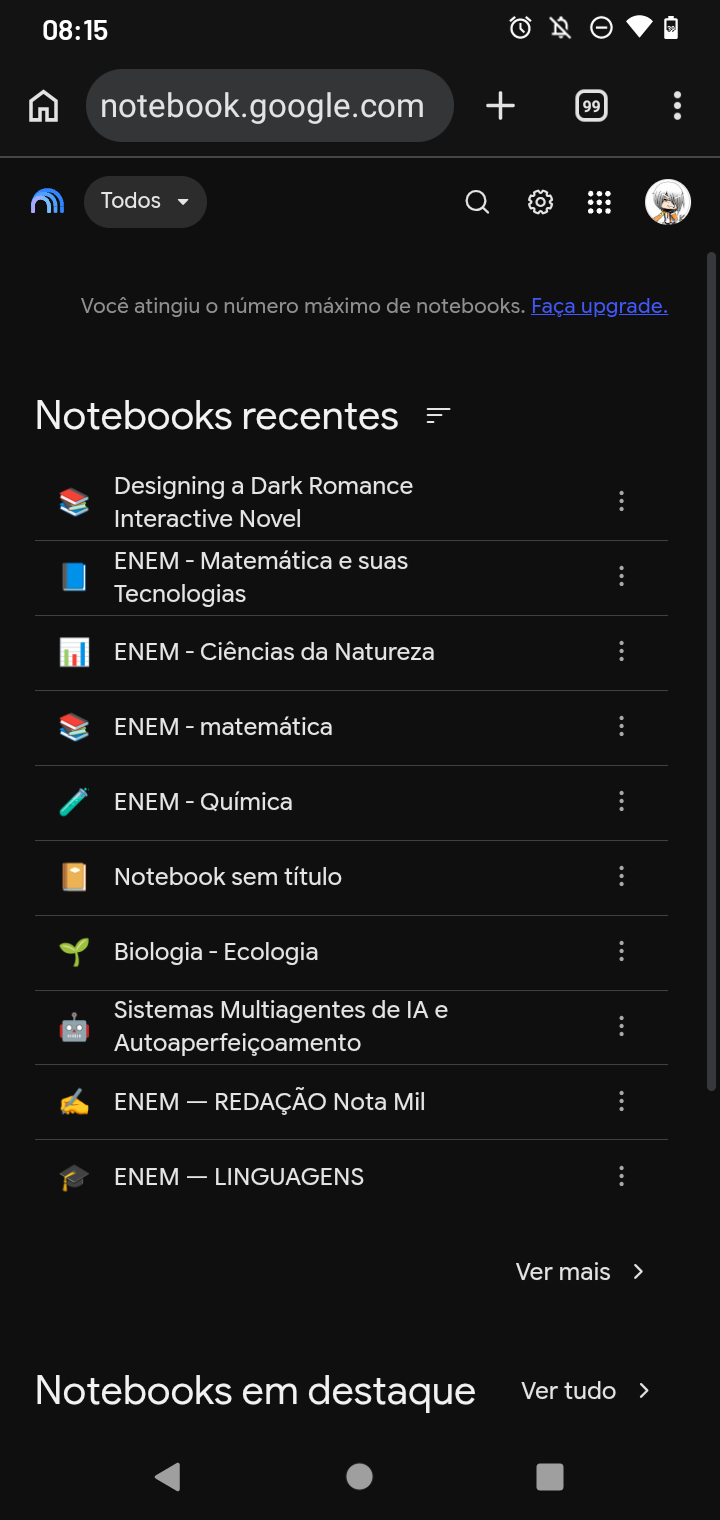 08:15
notebook.google.com
99
Todos
Você atingiu o número máximo de notebooks. Faça upgrade.
Notebooks recentes
Designing a Dark Romance
Interactive Novel
ENEM - Matemática e suas
Tecnologias
ENEM - Ciências da Natureza
ENEM - matemática
ENEM - Química
Notebook sem título
Biologia - Ecologia
Sistemas Multiagentes de IA e
Autoaperfeiçoamento
ENEM — REDAÇÃO Nota Mil
ENEM — LINGUAGENS
Ver mais
Notebooks em destaque
Ver tudo